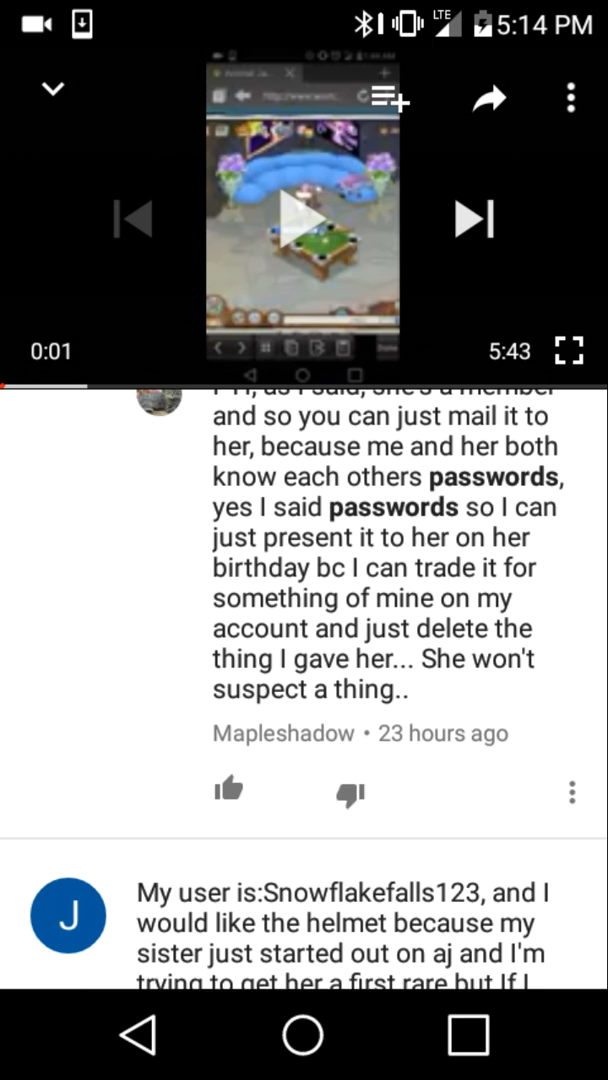 LTE
5:14 PM
0:01
5:43
and so you can just mail it to
her, because me and her both
know each others passwords,
yes I said passwords so I can
just present it to her on her
birthday bc I can trade it for
something of mine on my
account and just delete the
thing I gave her... She won't
suspect a thing..
Mapleshadow • 23 hours ago
J
My user is:Snowflakefalls123, and I
would like the helmet because my
sister just started out on aj and I'm
trying to get her a first rare but If I